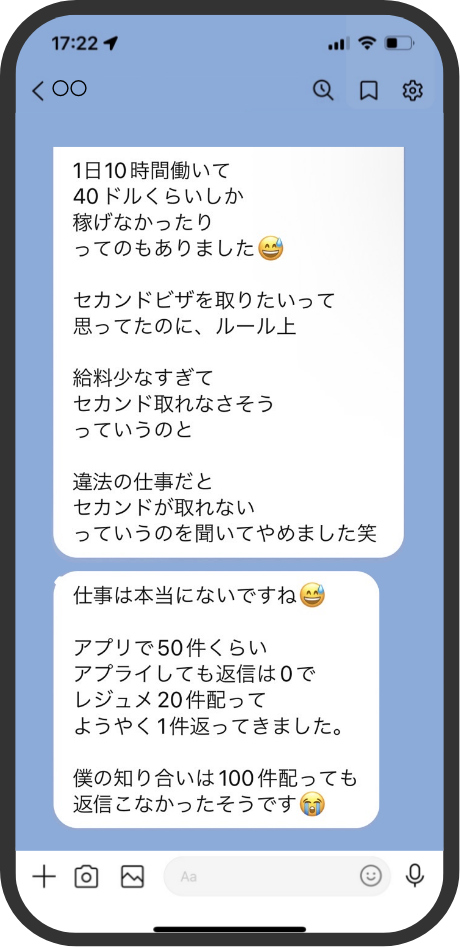 17:22
○○
1日10時間働いて
40ドルくらいしか
稼げなかったり
ってのもありました😅
セカンドビザを取りたいって
思ってたのに、ルール上
給料少なすぎて
セカンド取れなさそう
っていうのと
違法の仕事だと
セカンドが取れない
っていうのを聞いてやめました笑
仕事は本当にないですね😅
アプリで50件くらい
アプライしても返信は0で
レジュメ20件配って
ようやく1件返ってきました。
僕の知り合いは100件配っても
返信こなかったそうです😭
Aa